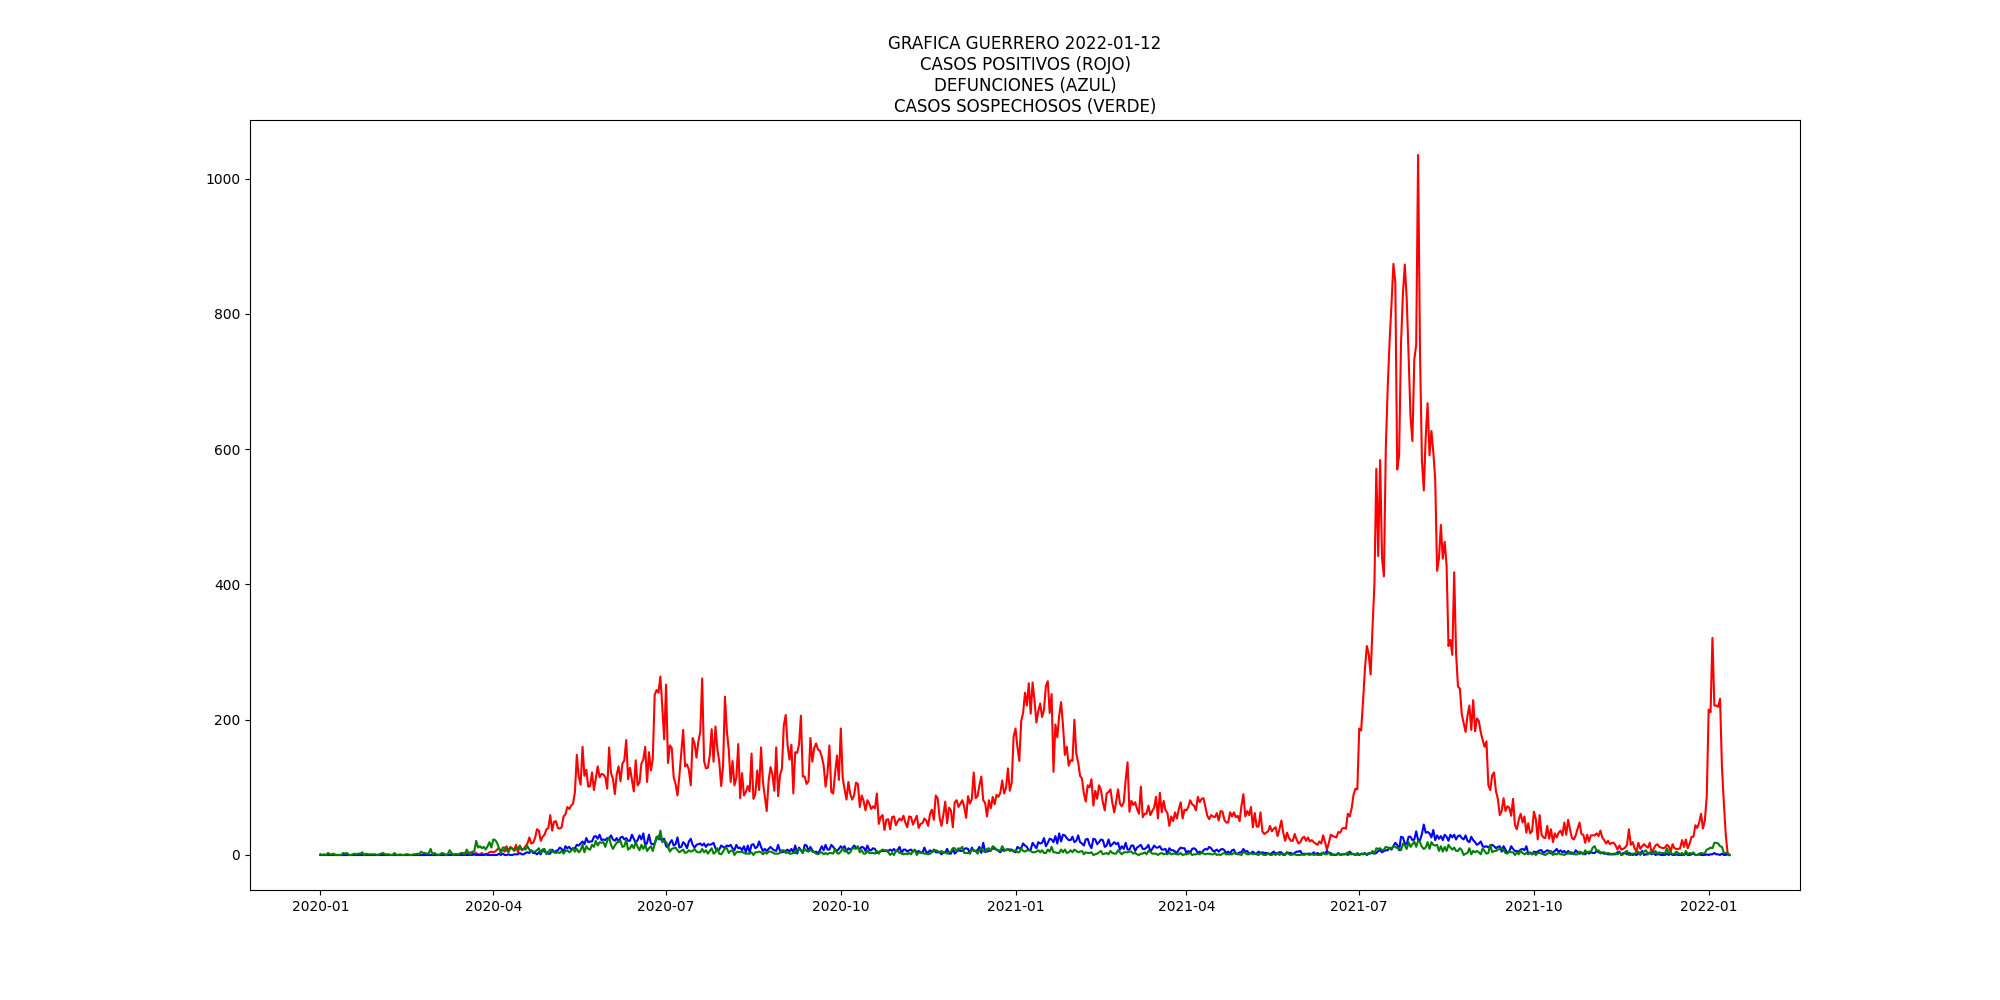 GRAFICA GUERRERO 2022-01-12
CASOS POSITIVOS (ROJO)
DEFUNCIONES (AZUL)
CASOS SOSPECHOSOS (VERDE)
1000
800
600
400
200
0
2020-01 2020-04 2020-07 2020-10 2021-01 2021-04 2021-07 2021-10 2022-01